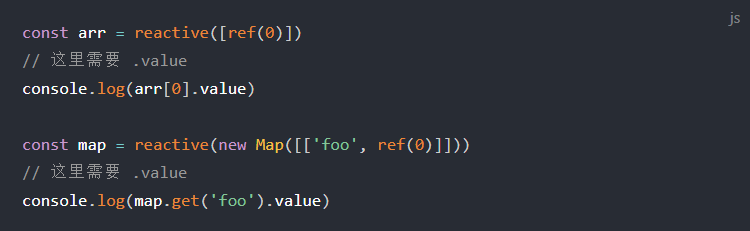 js
const arr = reactive([ref(0)])
// 这里需要 .value
console.log(arr[0].value)
const map = reactive(new Map([['foo', ref(0)]]))
// 这里需要 .value
console.log(map.get('foo').value)